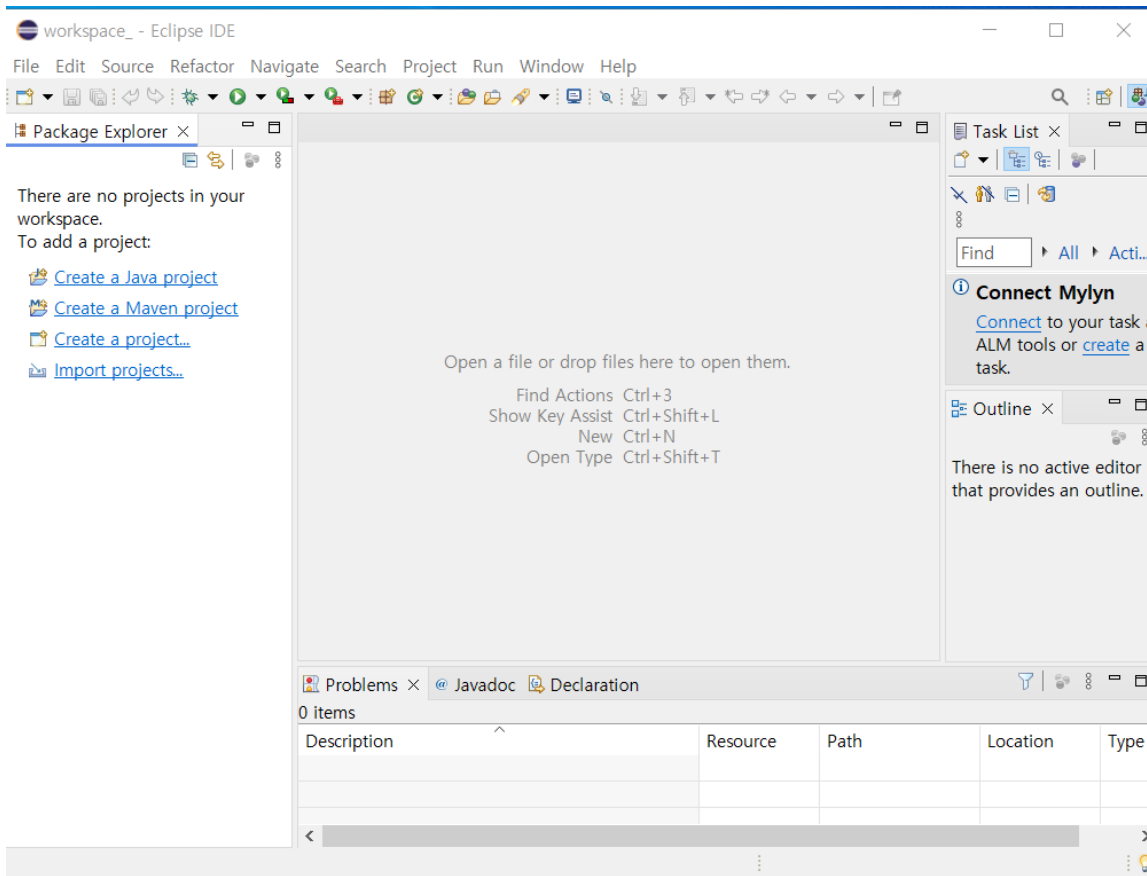 workspace_ - Eclipse IDE
File Edit Source Refactor Navigate Search Project Run Window Help
Package Explorer
There are no projects in your
workspace.
To add a project:
Create a Java project
Create a Maven project
Create a project...
Import projects...
Open a file or drop files here to open them.
Find Actions Ctrl+3
Show Key Assist Ctrl+Shift+L
New Ctrl+N
Open Type Ctrl+Shift+T
Task List
Find All Acti...
Connect Mylyn
Connect to your task
ALM tools or create a
task.
Outline
There is no active editor
that provides an outline.
Problems @ Javadoc Declaration
0 items
Description Resource Path Location Type